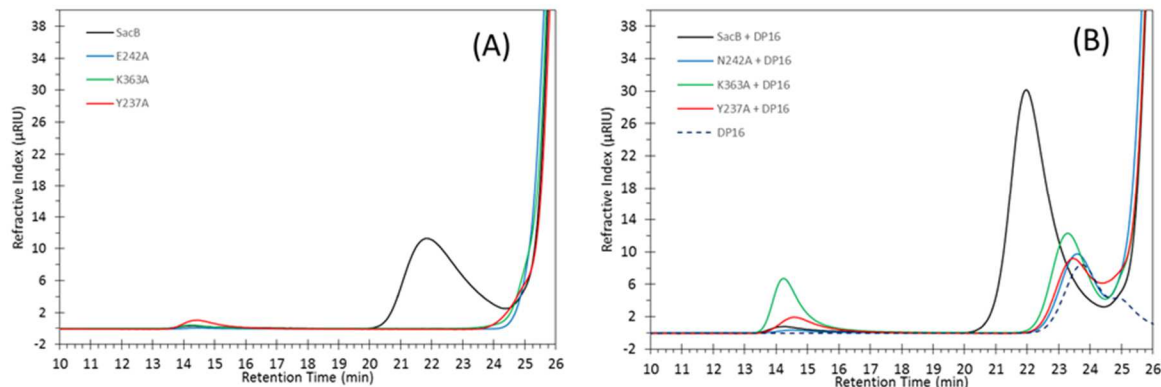 38
34
30
26
22
18
14
10
6
2
-2
Refractive Index (µRIU)
SacB
E242A
K363A
Y237A
(A)
10 11 12 13 14 15 16 17 18 19 20 21 22 23 24 25 26
Retention Time (min)
38
34
30
26
22
18
14
10
6
2
-2
Refractive Index (µRIU)
SacB + DP16
N242A + DP16
K363A + DP16
Y237A + DP16
DP16
(B)
10 11 12 13 14 15 16 17 18 19 20 21 22 23 24 25 26
Retention Time (min)